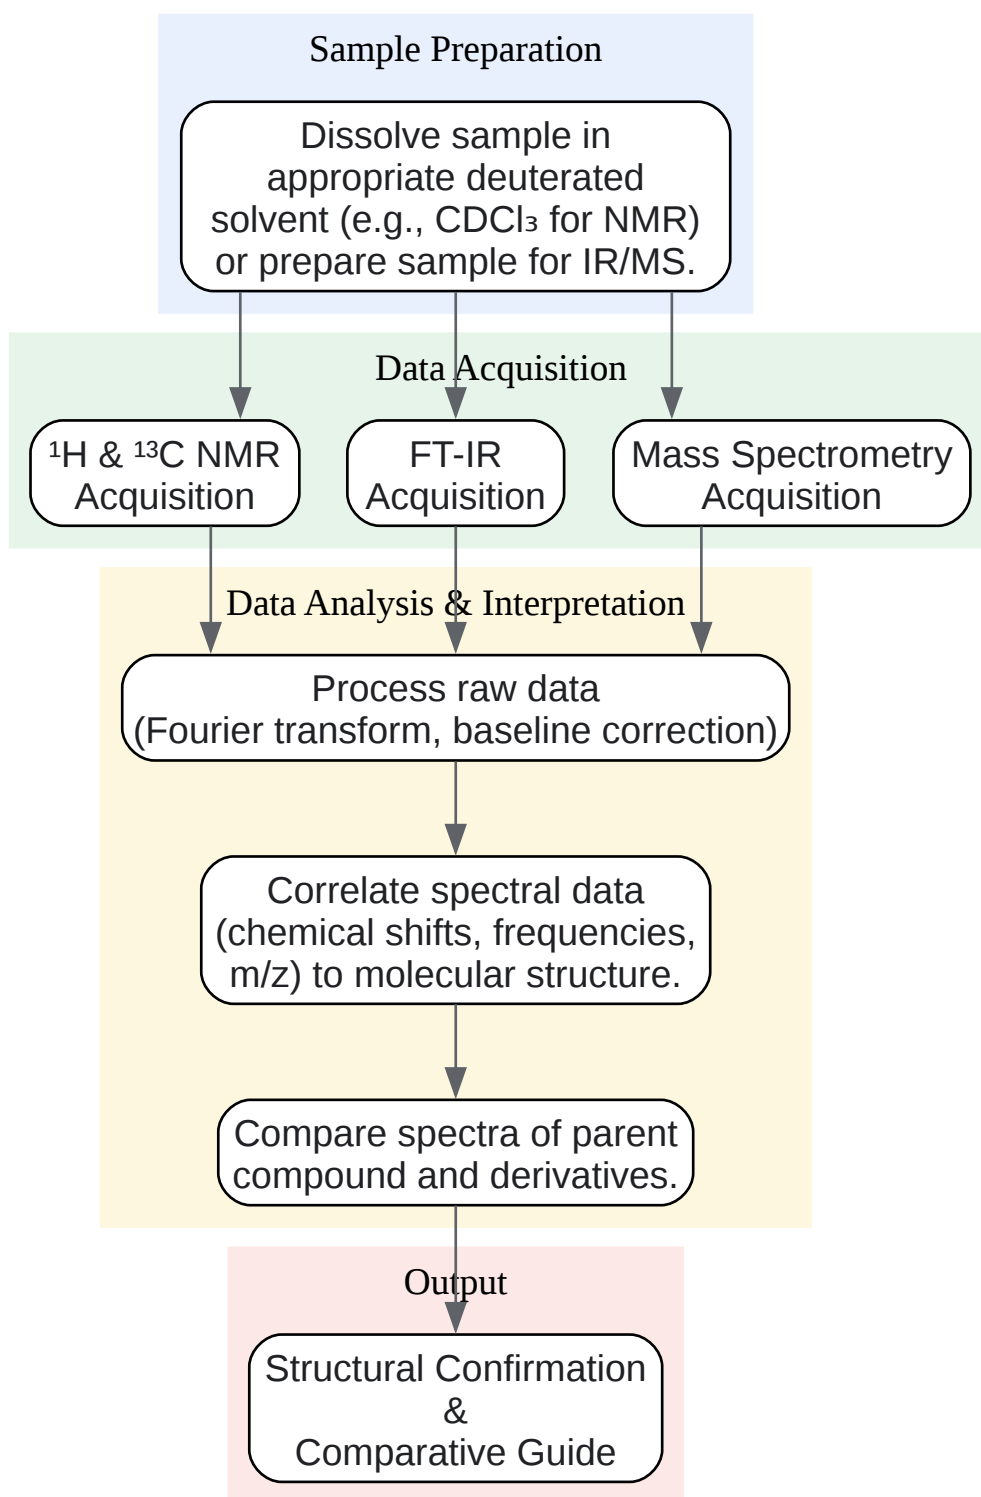 Sample Preparation
Dissolve sample in
appropriate deuterated
solvent (e.g., CDCl₃ for NMR)
or prepare sample for IR/MS.
Data Acquisition
¹H & ¹³C NMR
Acquisition
FT-IR
Acquisition
Mass Spectrometry
Acquisition
Data Analysis & Interpretation
Process raw data
(Fourier transform, baseline correction)
Correlate spectral data
(chemical shifts, frequencies,
m/z) to molecular structure.
Compare spectra of parent
compound and derivatives.
Output
Structural Confirmation
&
Comparative Guide